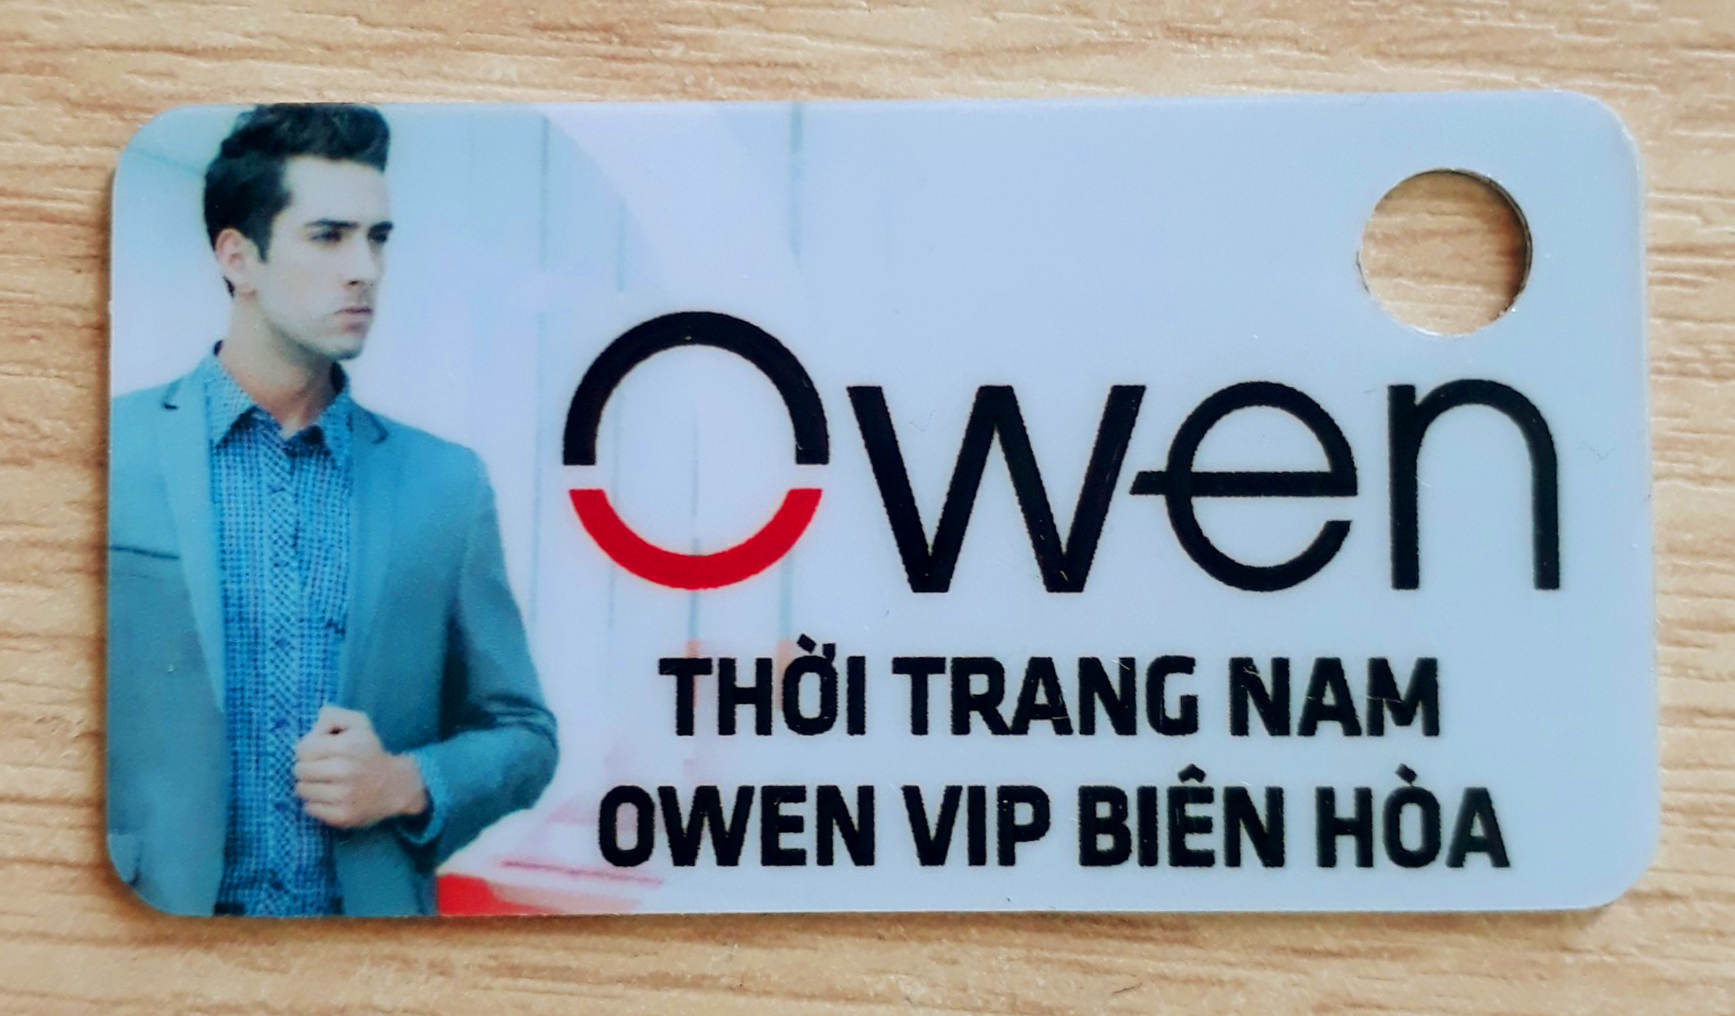 Owen
THỜI TRANG NAM
OWEN VIP BIÊN HÒA